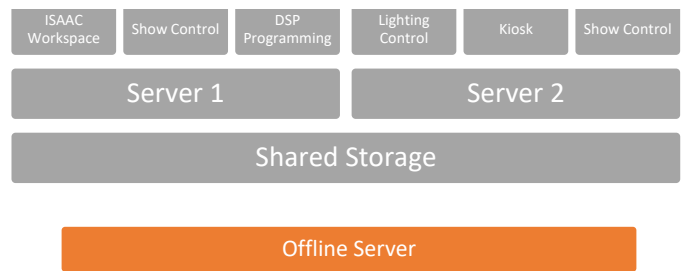 ISAAC
Workspace
Show Control
DSP
Programming
Lighting
Control
Kiosk
Show Control
Server 1
Server 2
Shared Storage
Offline Server